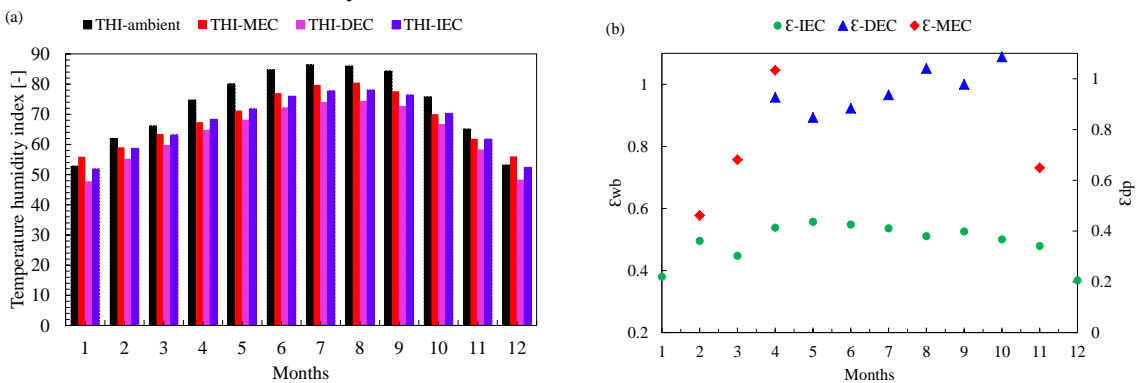 (a)
THI-ambient THI-MEC THI-DEC THI-IEC
Temperature humidity index [-]
90
80
70
60
50
40
30
20
10
0
1 2 3 4 5 6 7 8 9 10 11 12
Months
(b)
Ɛ-IEC Ɛ-DEC Ɛ-MEC
Ɛwb
1
0.8
0.6
0.4
0.2
1 2 3 4 5 6 7 8 9 10 11 12
Months
1
0.8
0.6
0.4
0.2
0
Ɛdp